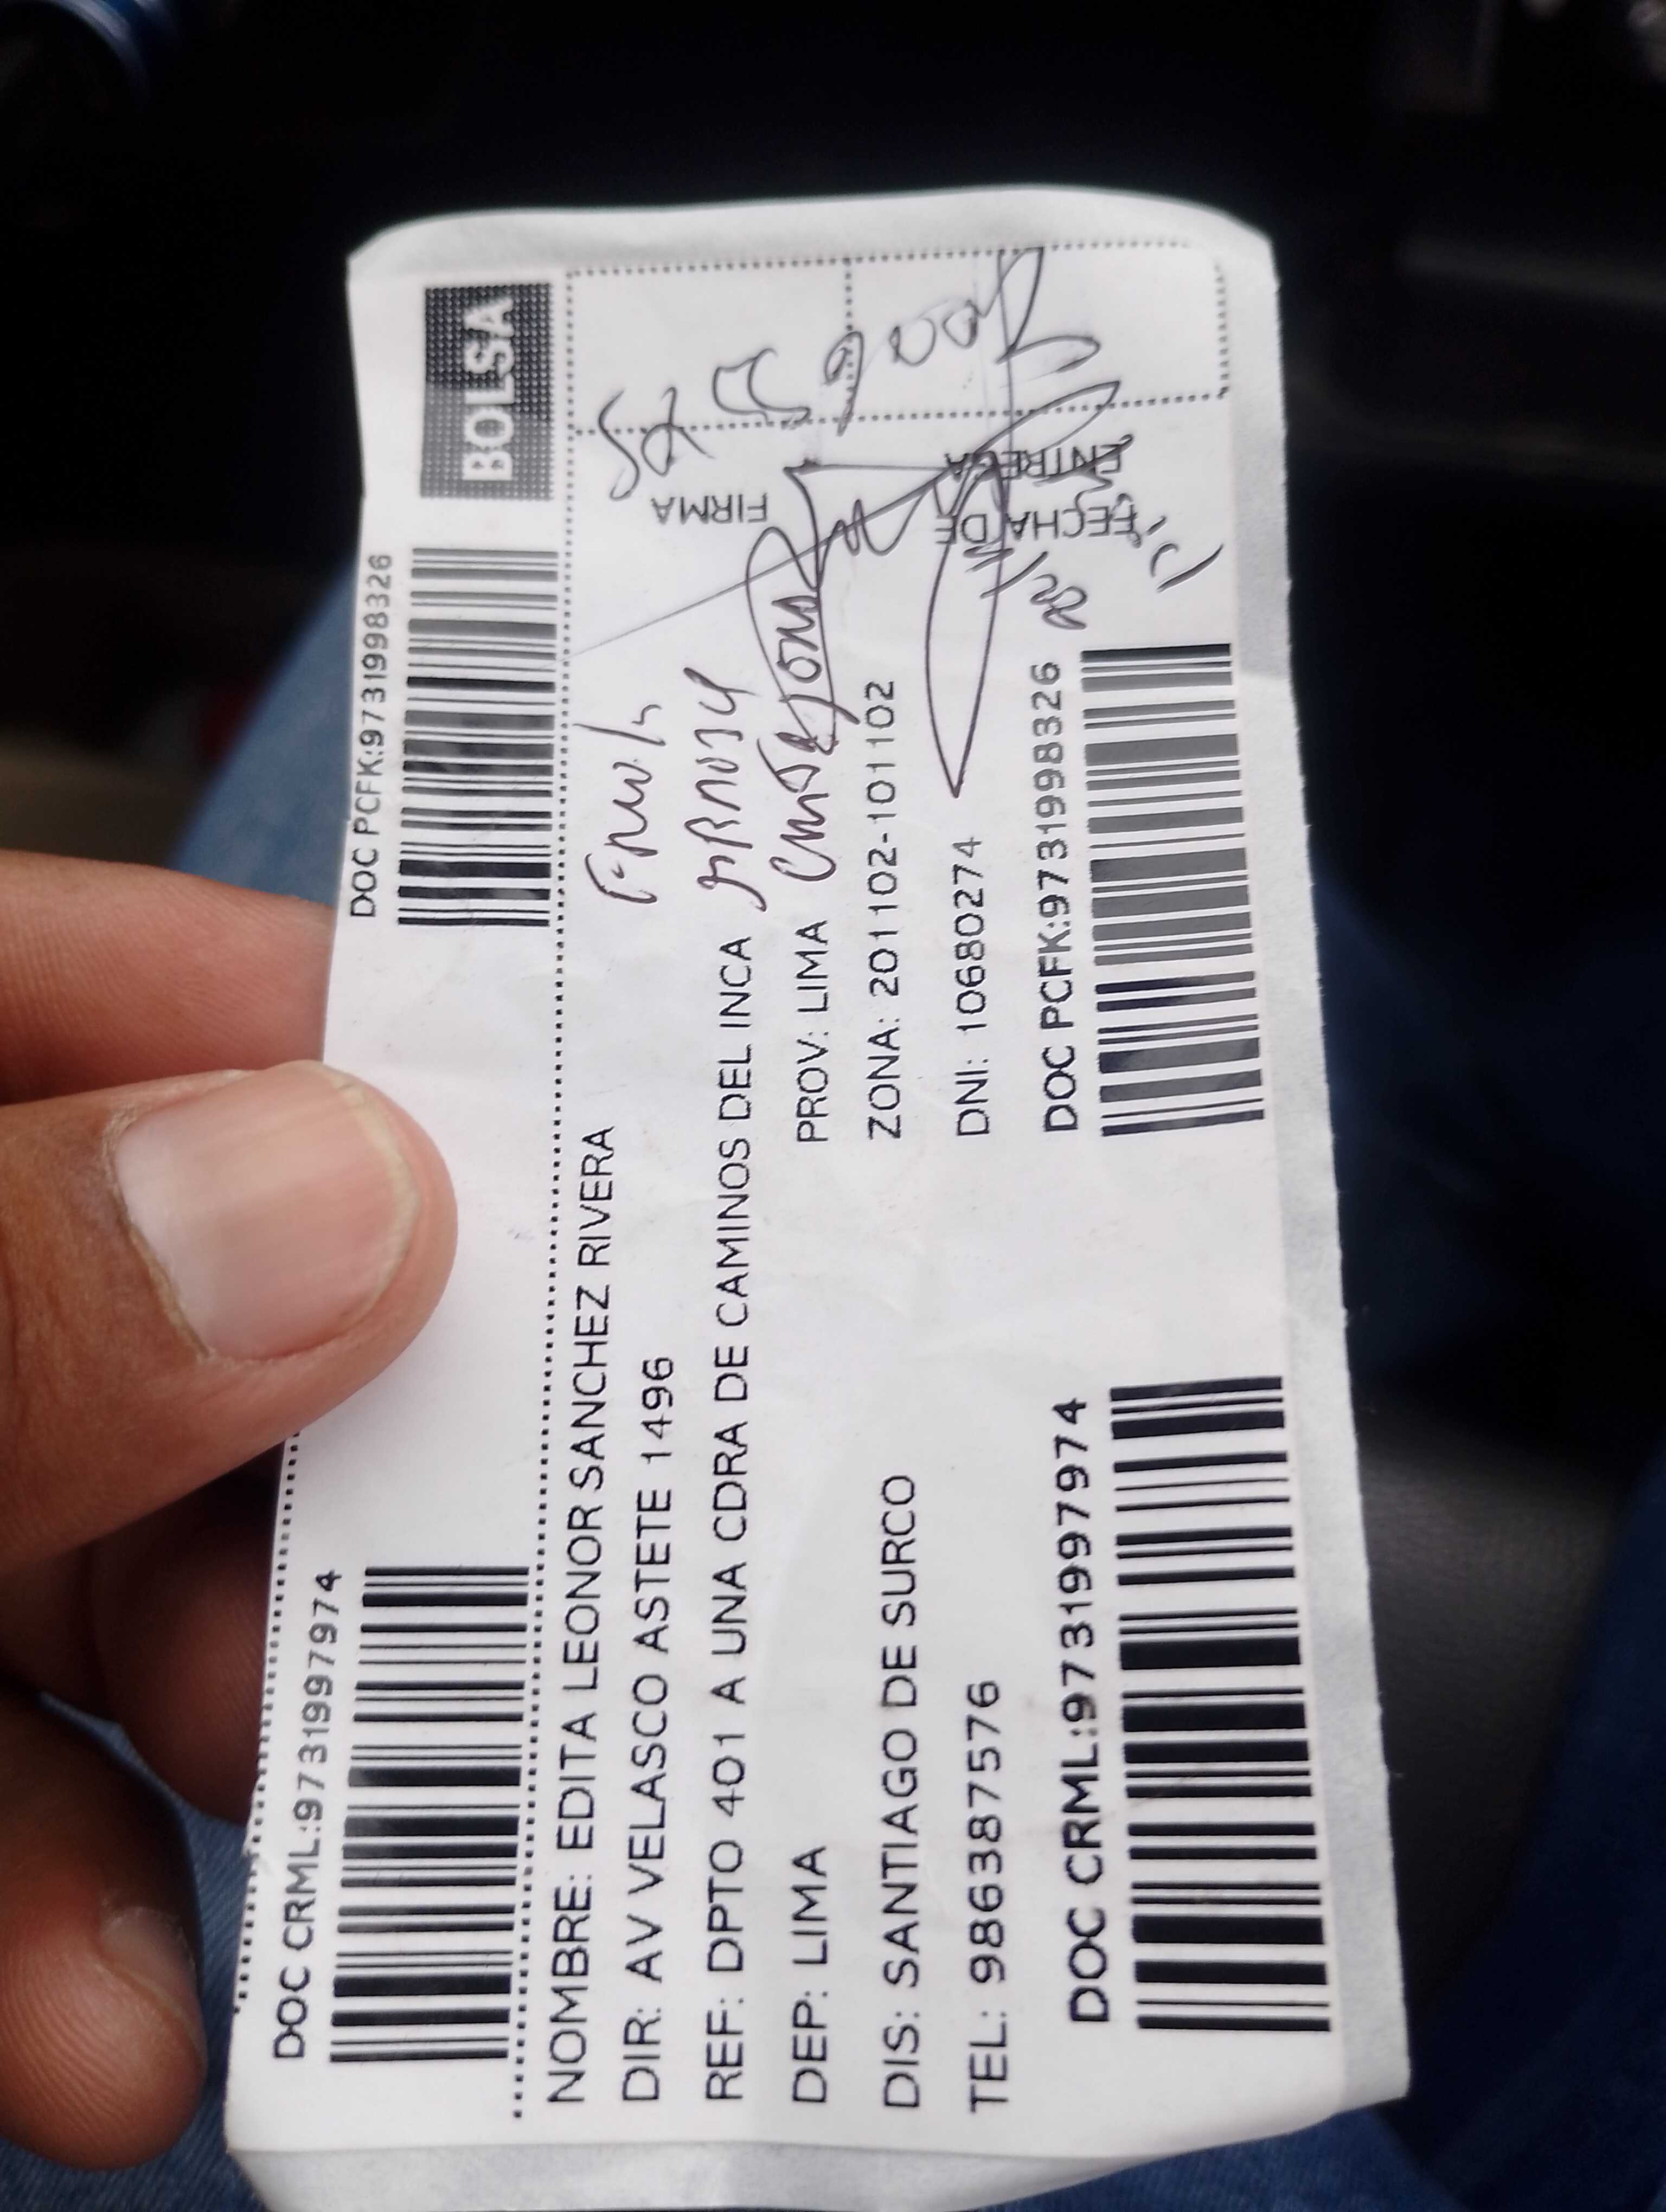 DOC CRML:9731997974
DOC PCFK:9731998326
BOLSA
NOMBRE: EDITA LEONOR SANCHEZ RIVERA
DIR: AV VELASCO ASTETE 1496
REF: DPTO 401 A UNA CDRA DE CAMINOS DEL INCA
DEP: LIMA
PROV: LIMA
DIS: SANTIAGO DE SURCO
ZONA: 201102-101102
TEL: 986387576
DNI: 10680274
DOC CRML:9731997974
DOC PCFK:9731998326
FIRMA
FECHA DE
ENTREGA